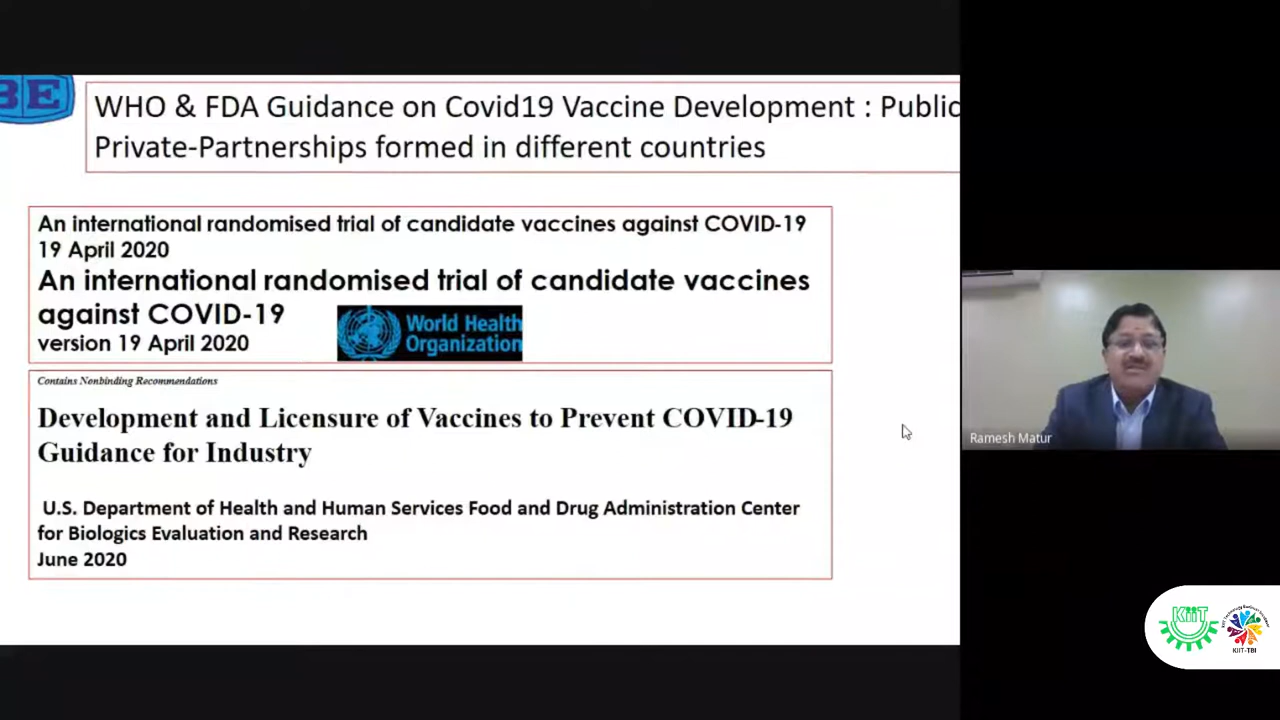 BE
WHO & FDA Guidance on Covid19 Vaccine Development : Public
Private-Partnerships formed in different countries
An international randomised trial of candidate vaccines against COVID-19
19 April 2020
An international randomised trial of candidate vaccines
against COVID-19
version 19 April 2020
World Health
Organization
Contains Nonbinding Recommendations
Development and Licensure of Vaccines to Prevent COVID-19
Guidance for Industry
U.S. Department of Health and Human Services Food and Drug Administration Center
for Biologics Evaluation and Research
June 2020
Ramesh Matur
KiiT
KIIT-TBI